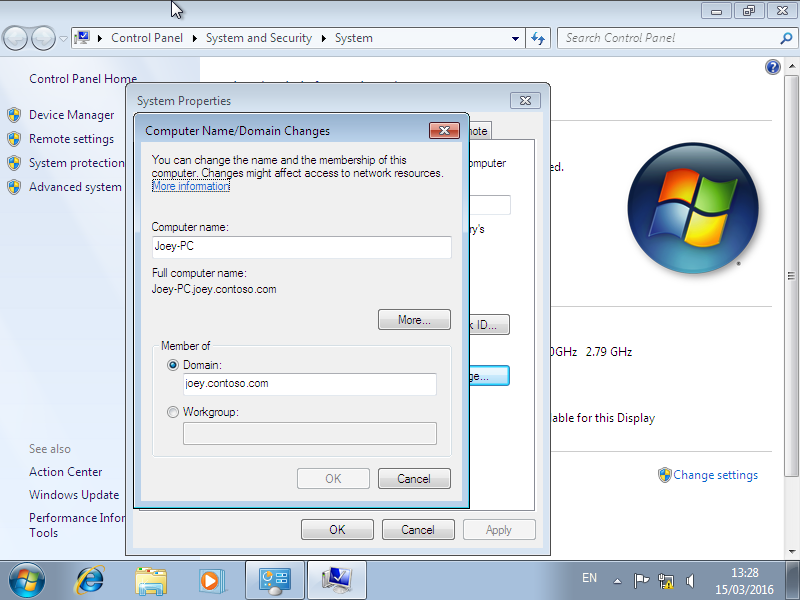 Control Panel System and Security System
Search Control Panel
Control Panel Home
Device Manager
Remote settings
System protection
Advanced system
See also
Action Center
Windows Update
Performance Infor
Tools
System Properties
Computer Name/Domain Changes
You can change the name and the membership of this
computer. Changes might affect access to network resources.
More information
Computer name:
Joey-PC
Full computer name:
Joey-PC.joey.contoso.com
More...
Member of
Domain:
joey.contoso.com
Workgroup:
OK Cancel
OK Cancel Apply
omputer
ry's
ID...
ed.
0GHz 2.79 GHz
able for this Display
Change settings
EN
13:28
15/03/2016